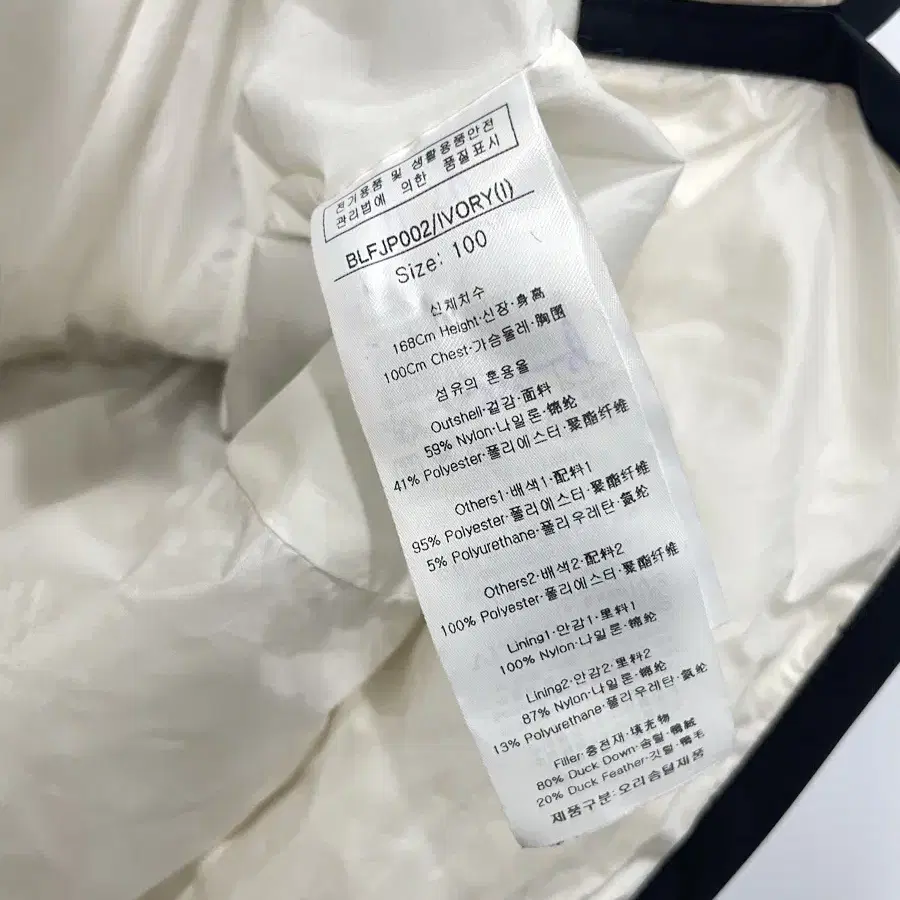 전기용품 및 생활용품안전
관리법에 의한 품질표시
BLFJP002/IVORY(I)
Size: 100
신체치수
168Cm Height·신장·身高
100Cm Chest·가슴둘레·胸围
섬유의 혼용율
Outshell·겉감·面料
59% Nylon·나일론·锦纶
41% Polyester·폴리에스터·聚酯纤维
Others1·배색1·配料1
95% Polyester·폴리에스터·聚酯纤维
5% Polyurethane·폴리우레탄·氨纶
Others2·배색2·配料2
100% Polyester·폴리에스터·聚酯纤维
Lining1·안감1·里料1
100% Nylon·나일론·锦纶
Lining2·안감2·里料2
87% Nylon·나일론·锦纶
13% Polyurethane·폴리우레탄·氨纶
Filler·충전재·填充物
80% Duck Down·솜털·鸭绒
20% Duck Feather·깃털·鸭毛
제품구분:오리솜털제품